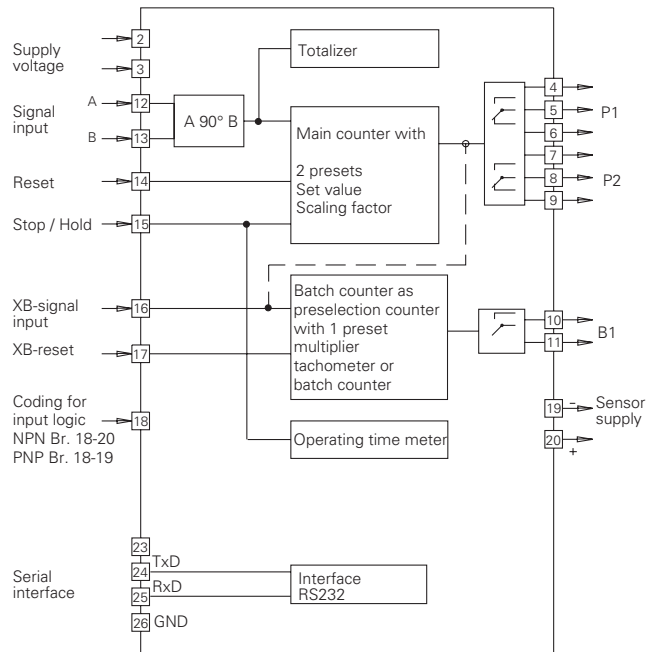 Supply
voltage
2
3
Totalizer
Signal
input
A
B
12
13
A 90° B
Main counter with
2 presets
Set value
Scaling factor
4
5
6
7
8
9
P1
P2
Reset
14
Stop / Hold
15
XB-signal
input
16
XB-reset
17
Batch counter as
preselection counter
with 1 preset
multiplier
tachometer or
batch counter
10
11
B1
Coding for
input logic
NPN Br. 18-20
PNP Br. 18-19
18
Operating time meter
19
-
20
+
Sensor
supply
Serial
interface
23
24
TxD
25
RxD
26
GND
Interface
RS232